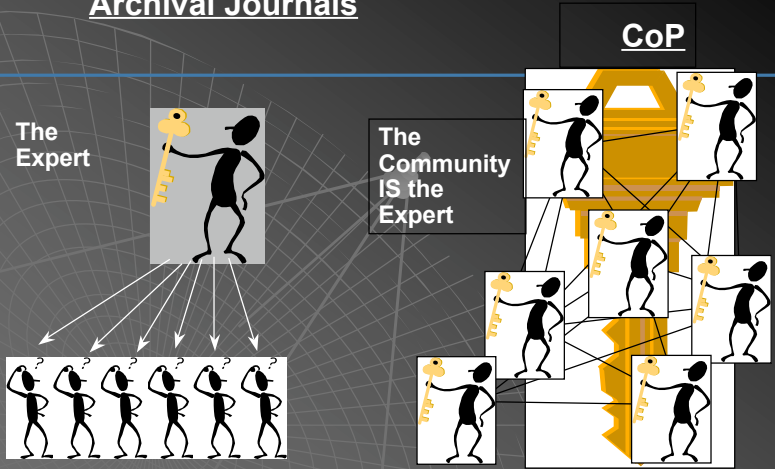 Archival Journals
CoP
The
Expert
The
Community
IS the
Expert
? ? ? ? ? ?